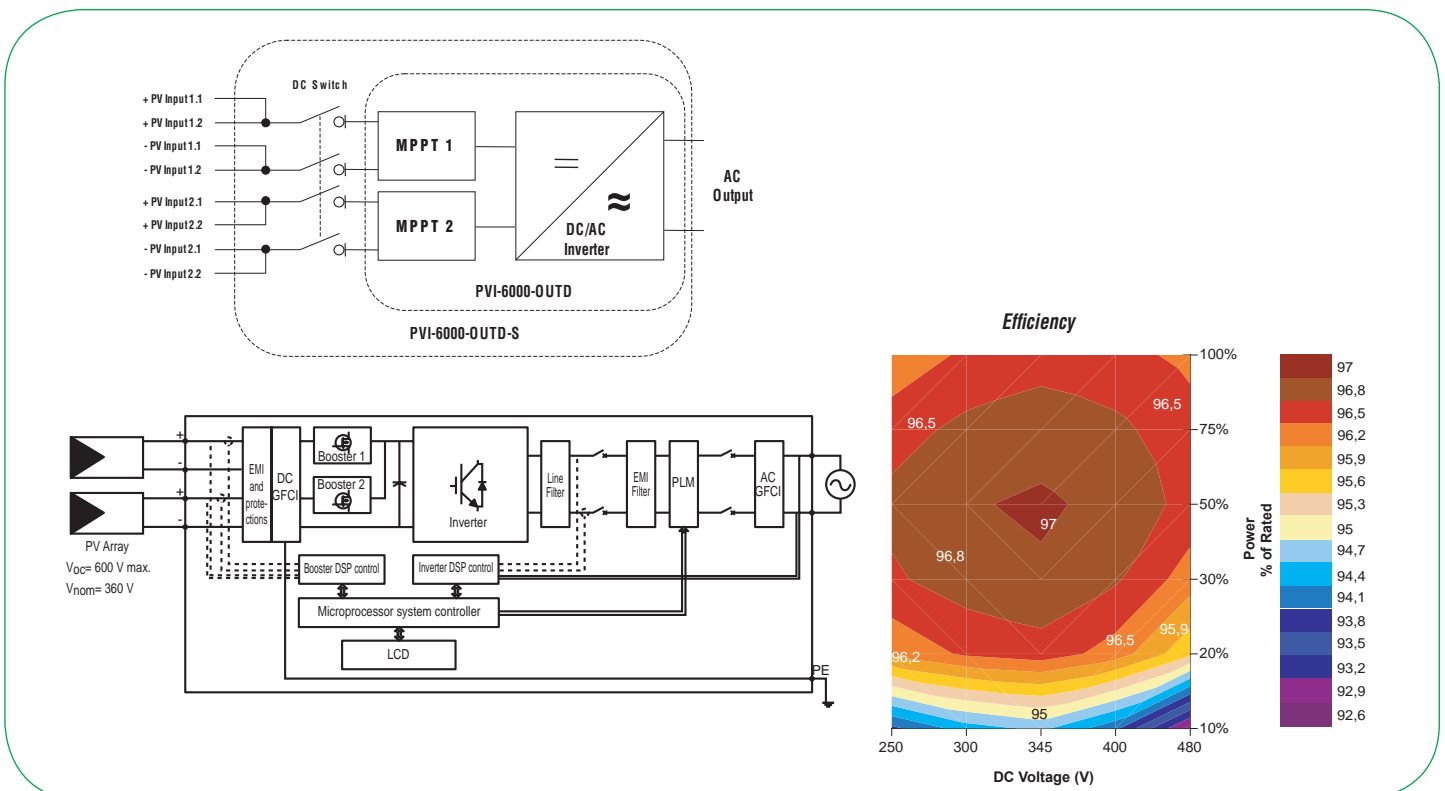 DC Switch
+ PV Input 1.1
+ PV Input 1.2
- PV Input 1.1
- PV Input 1.2
+ PV Input 2.1
+ PV Input 2.2
- PV Input 2.1
- PV Input 2.2
MPPT 1
MPPT 2
=
≈
DC/AC
Inverter
AC
Output
PVI-6000-OUTD
PVI-6000-OUTD-S
+
-
+
-
PV Array
Voc= 600 V max.
Vnom= 360 V
EMI
and
prote-
ctions
DC
GFCI
Booster 1
Booster 2
Inverter
Line
Filter
EMI
Filter
PLM
AC
GFCI
Booster DSP control
Inverter DSP control
Microprocessor system controller
LCD
PE
Efficiency
96,5
96,5
97
96,8
96,5
95,9
96,2
95
100%
75%
50%
30%
20%
10%
Power
% of Rated
250
300
345
400
480
DC Voltage (V)
97
96,8
96,5
96,2
95,9
95,6
95,3
95
94,7
94,4
94,1
93,8
93,5
93,2
92,9
92,6